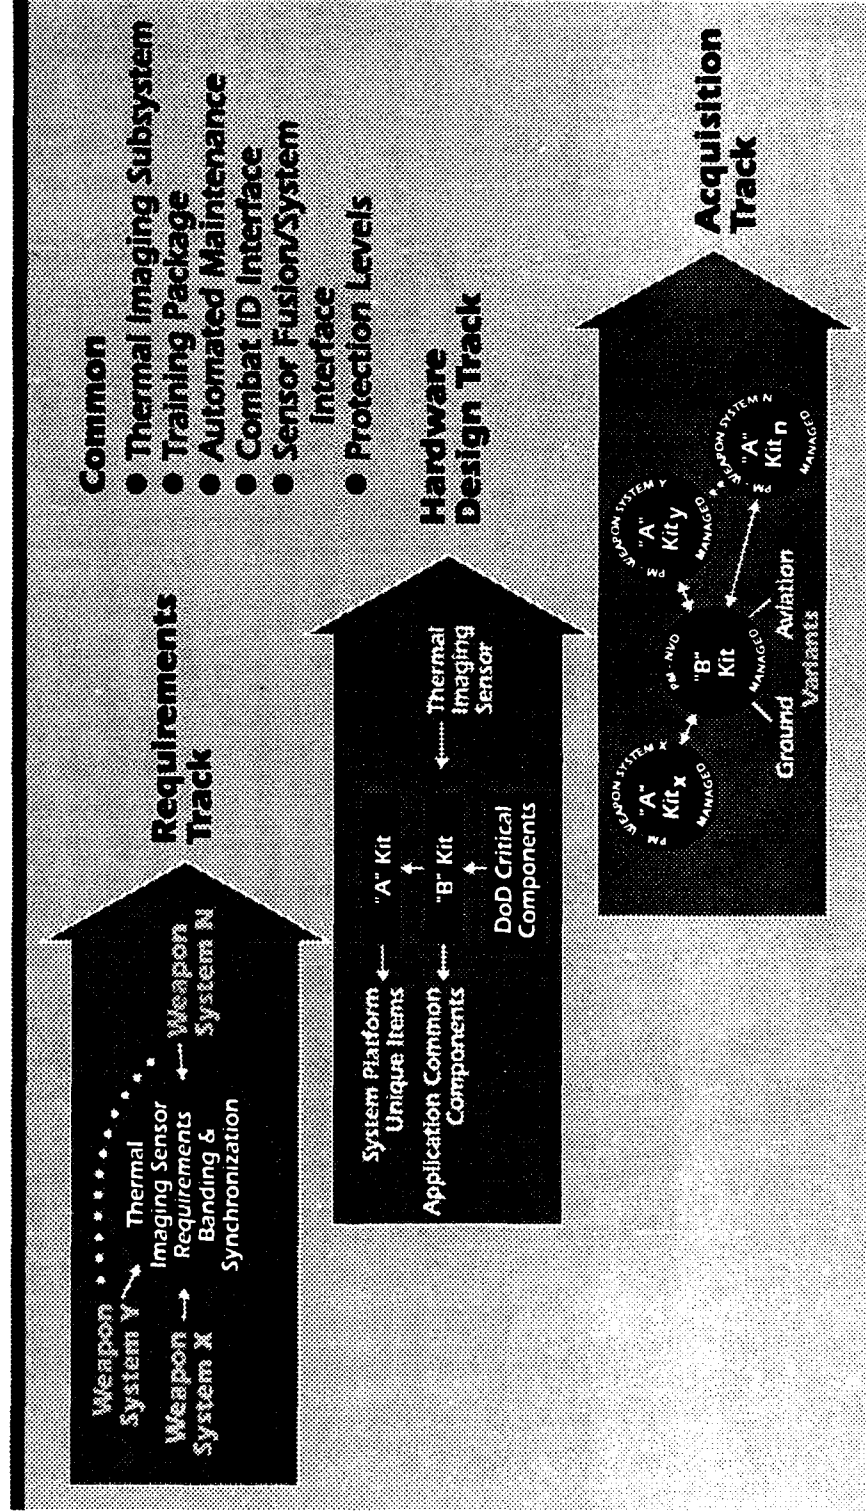 Weapon
System Y
Weapon
System X
Thermal
Imaging Sensor
Requirements
Banding &
Synchronization
Weapon
System N
Requirements
Track
Common
● Thermal Imaging Subsystem
● Training Package
● Automated Maintenance
● Combat ID Interface
● Sensor Fusion/System
Interface
● Protection Levels
System Platform
Unique Items
Application Common
Components
"A" Kit
"B" Kit
DoD Critical
Components
Thermal
Imaging
Sensor
Hardware
Design Track
PM - WEAPON SYSTEM X
"A"
Kit x
MANAGED
PM - NVD
"B"
Kit
MANAGED
PM - WEAPON SYSTEM Y
"A"
Kit y
MANAGED
PM - WEAPON SYSTEM N
"A"
Kit n
MANAGED
Ground
Aviation
Variants
Acquisition
Track